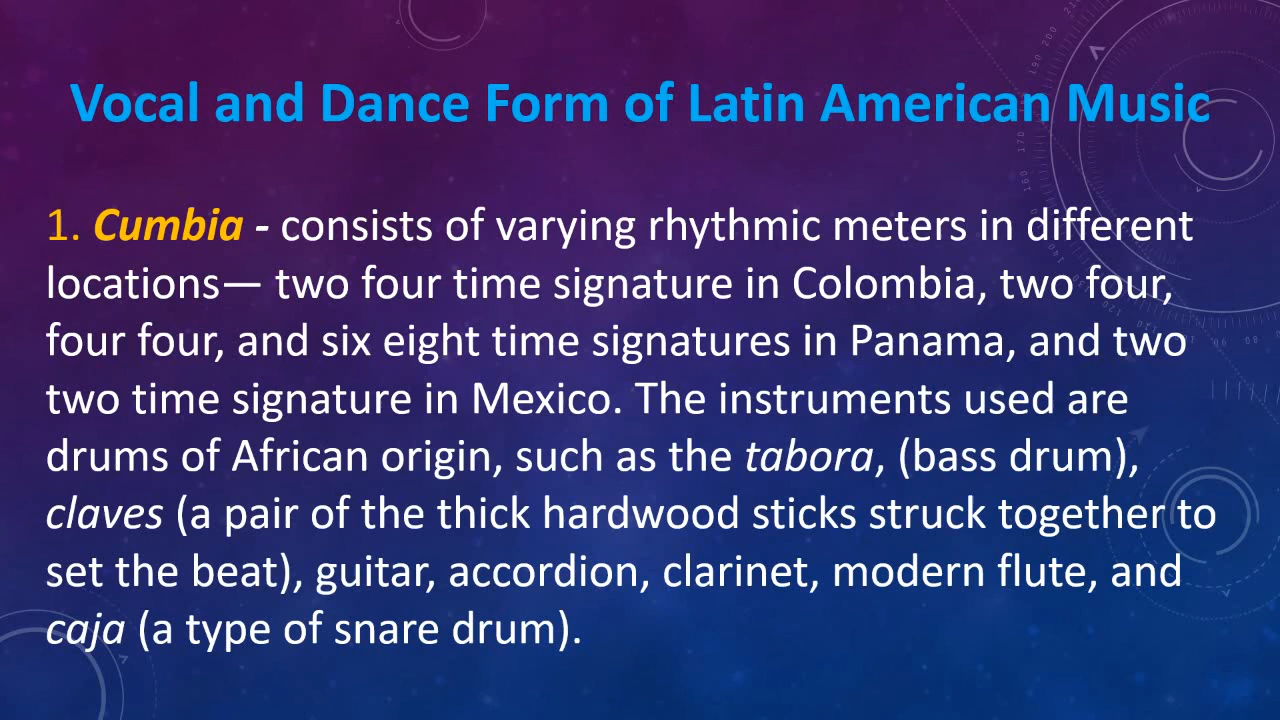 Vocal and Dance Form of Latin American Music
1. Cumbia - consists of varying rhythmic meters in different
locations— two four time signature in Colombia, two four,
four four, and six eight time signatures in Panama, and two
two time signature in Mexico. The instruments used are
drums of African origin, such as the tabora, (bass drum),
claves (a pair of the thick hardwood sticks struck together to
set the beat), guitar, accordion, clarinet, modern flute, and
caja (a type of snare drum).